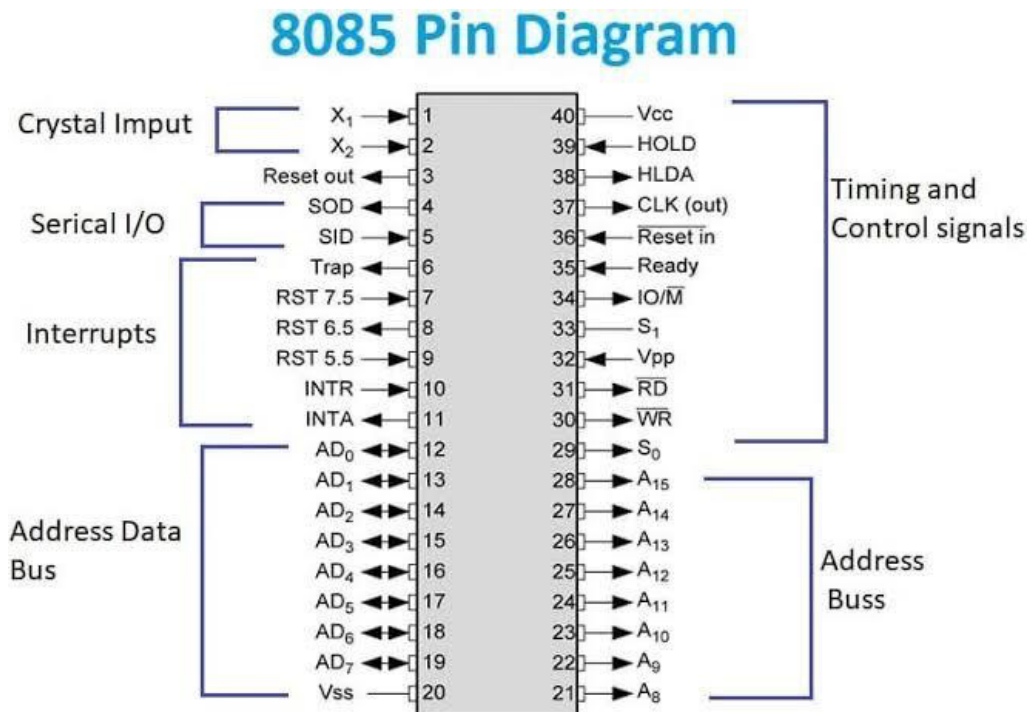 8085 Pin Diagram
Crystal Imput
Serical I/O
Interrupts
Address Data
Bus
X₁ 1
X₂ 2
Reset out 3
SOD 4
SID 5
Trap 6
RST 7.5 7
RST 6.5 8
RST 5.5 9
INTR 10
INTA 11
AD₀ 12
AD₁ 13
AD₂ 14
AD₃ 15
AD₄ 16
AD₅ 17
AD₆ 18
AD₇ 19
Vss 20
40 Vcc
39 HOLD
38 HLDA
37 CLK (out)
36 R̅e̅s̅e̅t̅ i̅n̅
35 Ready
34 IO/M̅
33 S₁
32 Vpp
31 R̅D̅
30 W̅R̅
29 S₀
28 A₁₅
27 A₁₄
26 A₁₃
25 A₁₂
24 A₁₁
23 A₁₀
22 A₉
21 A₈
Timing and
Control signals
Address
Buss